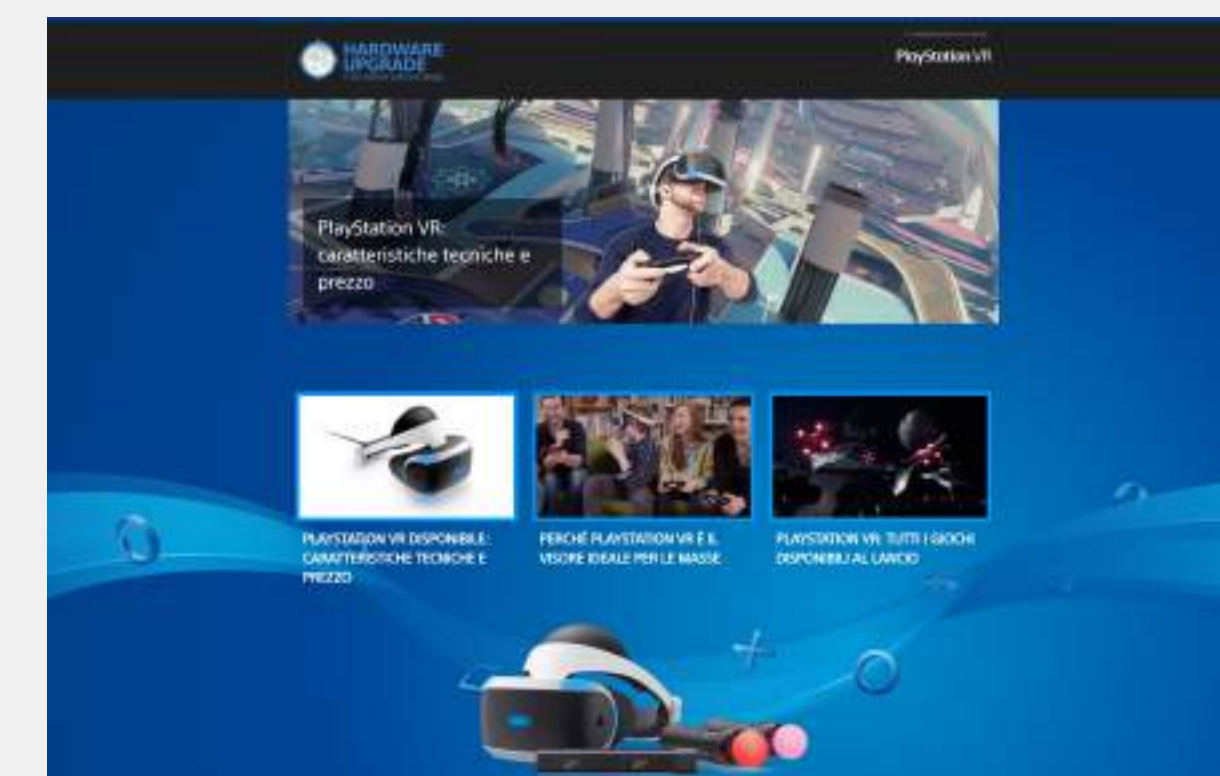 HARDWARE
UPGRADE
PlayStation VR
PlayStation VR:
caratteristiche tecniche e
prezzo
PLAYSTATION VR DISPONIBILE:
CARATTERISTICHE TECNICHE E
PREZZO
PERCHÉ PLAYSTATION VR È IL
VISORE IDEALE PER LE MASSE
PLAYSTATION VR: TUTTI I GIOCHI
DISPONIBILI AL LANCIO